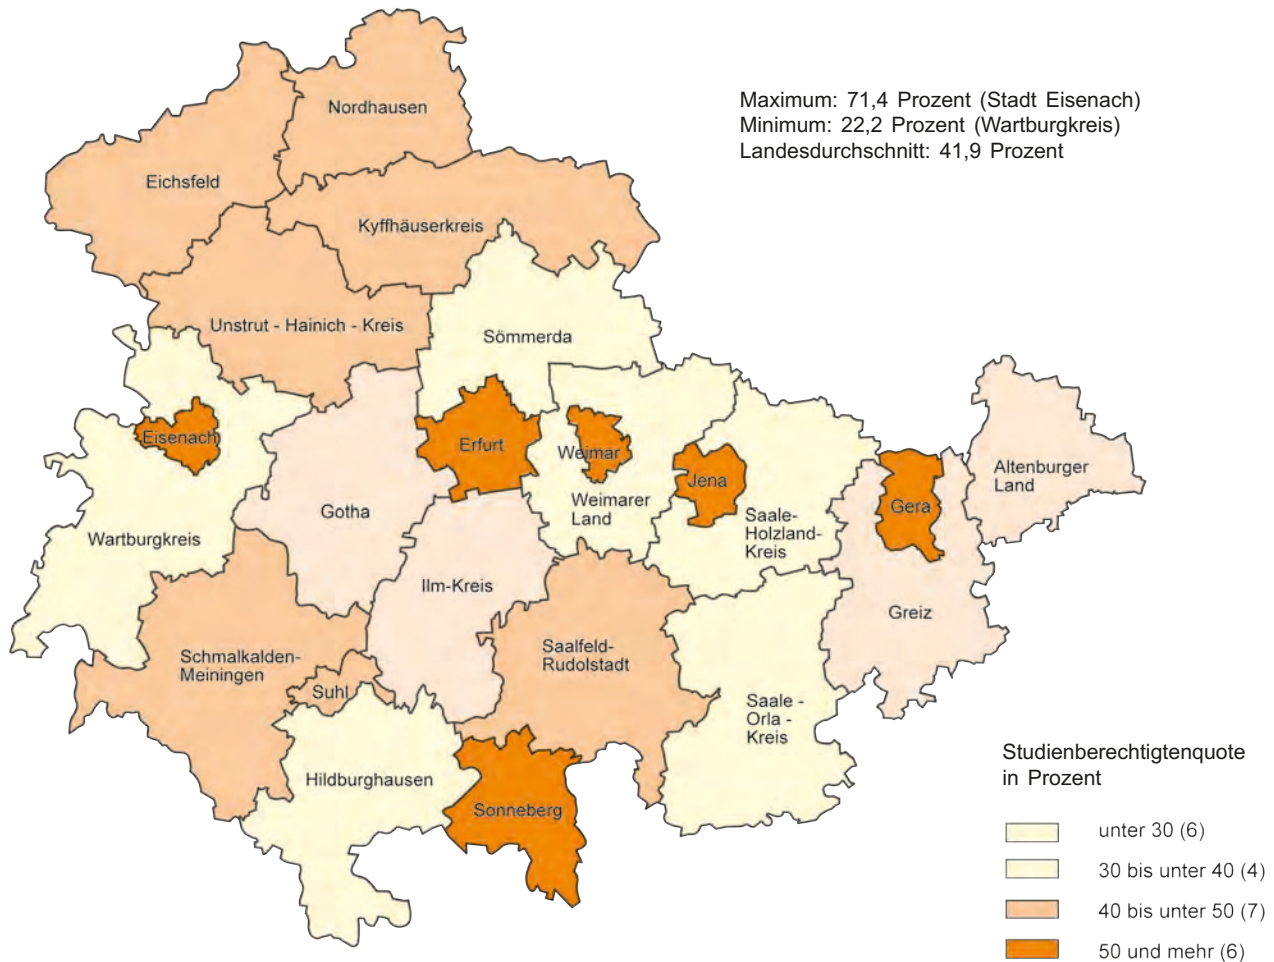 Nordhausen
Maximum: 71,4 Prozent (Stadt Eisenach)
Minimum: 22,2 Prozent (Wartburgkreis)
Landesdurchschnitt: 41,9 Prozent
Eichsfeld
Kyffhäuserkreis
Unstrut - Hainich - Kreis
Sömmerda
Eisenach
Erfurt
Weimar
Jena
Gera
Altenburger
Land
Gotha
Weimarer
Land
Saale-
Holzland-
Kreis
Wartburgkreis
Ilm-Kreis
Greiz
Schmalkalden-
Meiningen
Suhl
Saalfeld-
Rudolstadt
Saale -
Orla -
Kreis
Hildburghausen
Sonneberg
Studienberechtigtenquote
in Prozent
unter 30 (6)
30 bis unter 40 (4)
40 bis unter 50 (7)
50 und mehr (6)